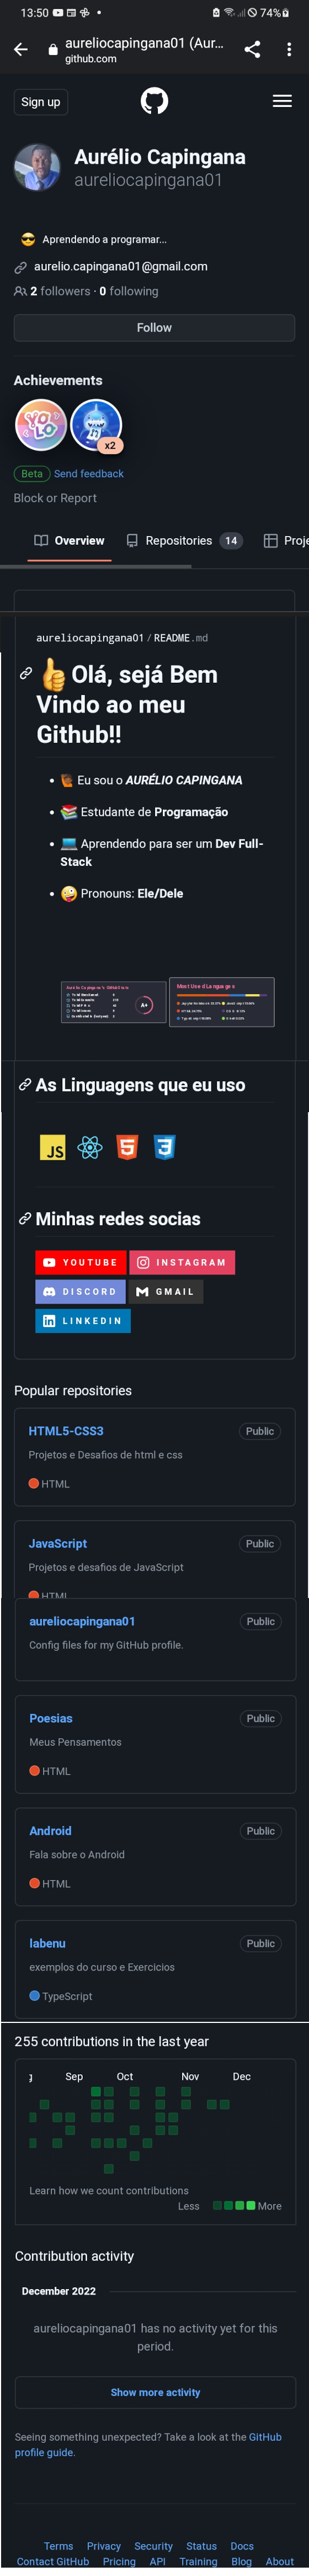 13:50
74%
aureliocapingana01 (Aur...
github.com
Sign up
Aurélio Capingana
aureliocapingana01
Aprendendo a programar...
aurelio.capingana01@gmail.com
2 followers · 0 following
Follow
Achievements
YOLO
x2
Beta Send feedback
Block or Report
Overview Repositories 14 Proje
aureliocapingana01 / README.md
Olá, sejá Bem
Vindo ao meu
Github!!
Eu sou o AURÉLIO CAPINGANA
Estudante de Programação
Aprendendo para ser um Dev Full-
Stack
Pronouns: Ele/Dele
Aurélio Capingana's GitHub Stats
A+
Most Used Languages
As Linguagens que eu uso
JS
Minhas redes socias
YOUTUBE INSTAGRAM
DISCORD GMAIL
LINKEDIN
Popular repositories
HTML5-CSS3 Public
Projetos e Desafios de html e css
HTML
JavaScript Public
Projetos e desafios de JavaScript
HTML
aureliocapingana01 Public
Config files for my GitHub profile.
Poesias Public
Meus Pensamentos
HTML
Android Public
Fala sobre o Android
HTML
labenu Public
exemplos do curso e Exercicios
TypeScript
255 contributions in the last year
g Sep Oct Nov Dec
Learn how we count contributions
Less More
Contribution activity
December 2022
aureliocapingana01 has no activity yet for this
period.
Show more activity
Seeing something unexpected? Take a look at the GitHub
profile guide.
Terms Privacy Security Status Docs
Contact GitHub Pricing API Training Blog About